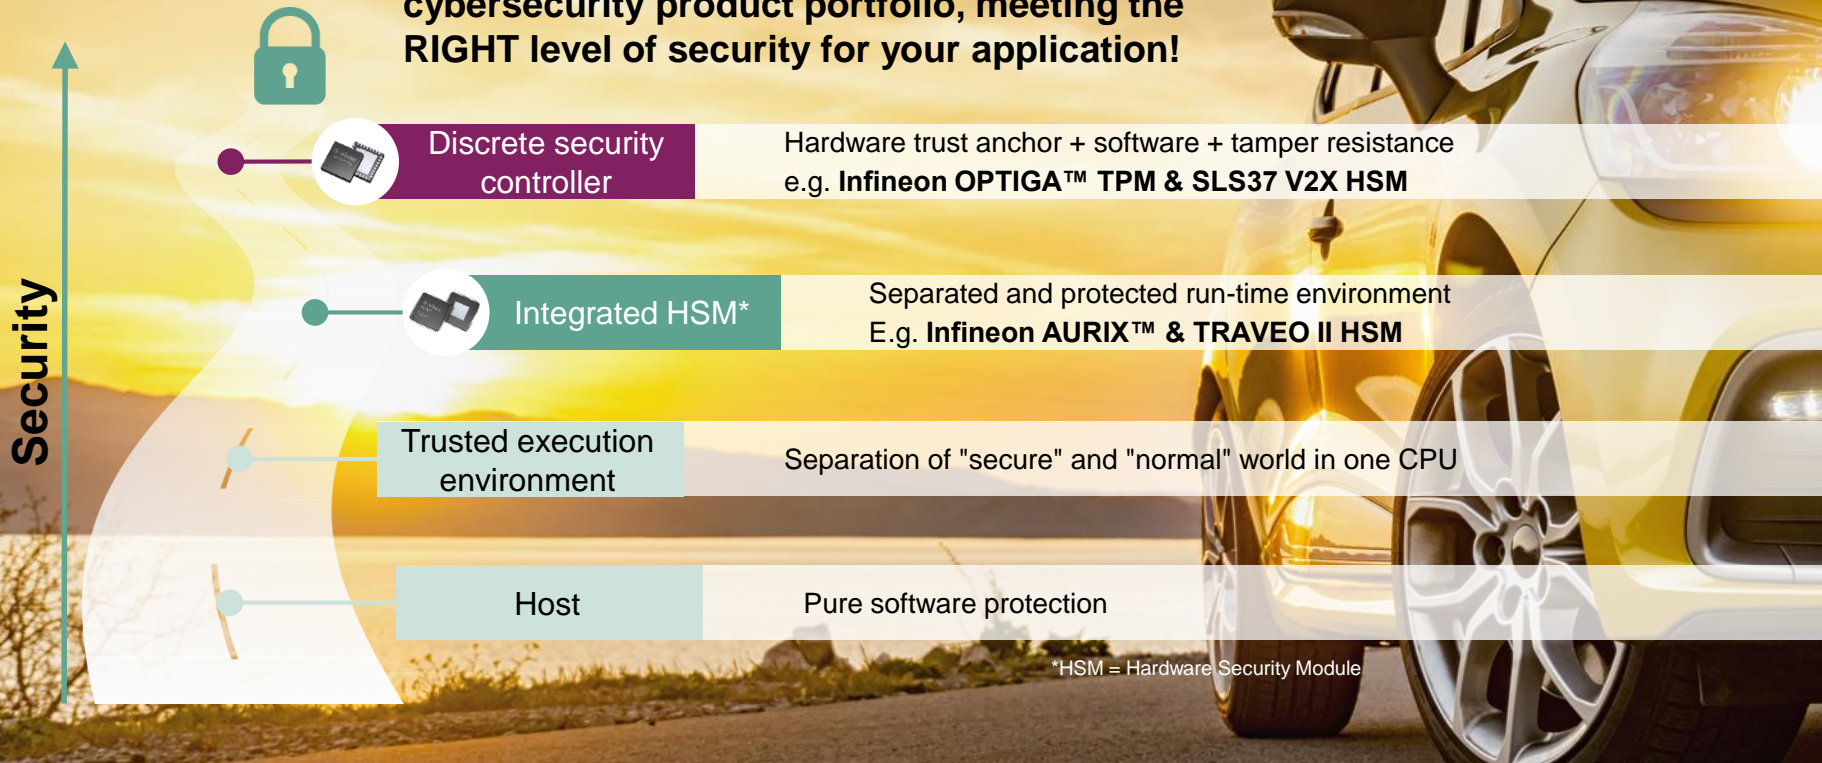 cybersecurity product portfolio, meeting the
RIGHT level of security for your application!
Security
Discrete security
controller
Hardware trust anchor + software + tamper resistance
e.g. Infineon OPTIGA™ TPM & SLS37 V2X HSM
Integrated HSM*
Separated and protected run-time environment
E.g. Infineon AURIX™ & TRAVEO II HSM
Trusted execution
environment
Separation of "secure" and "normal" world in one CPU
Host
Pure software protection
*HSM = Hardware Security Module